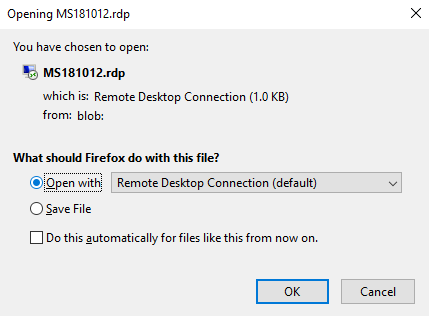 Opening MS181012.rdp
You have chosen to open:
MS181012.rdp
which is: Remote Desktop Connection (1.0 KB)
from: blob:
What should Firefox do with this file?
Open with Remote Desktop Connection (default)
Save File
Do this automatically for files like this from now on.
OK Cancel